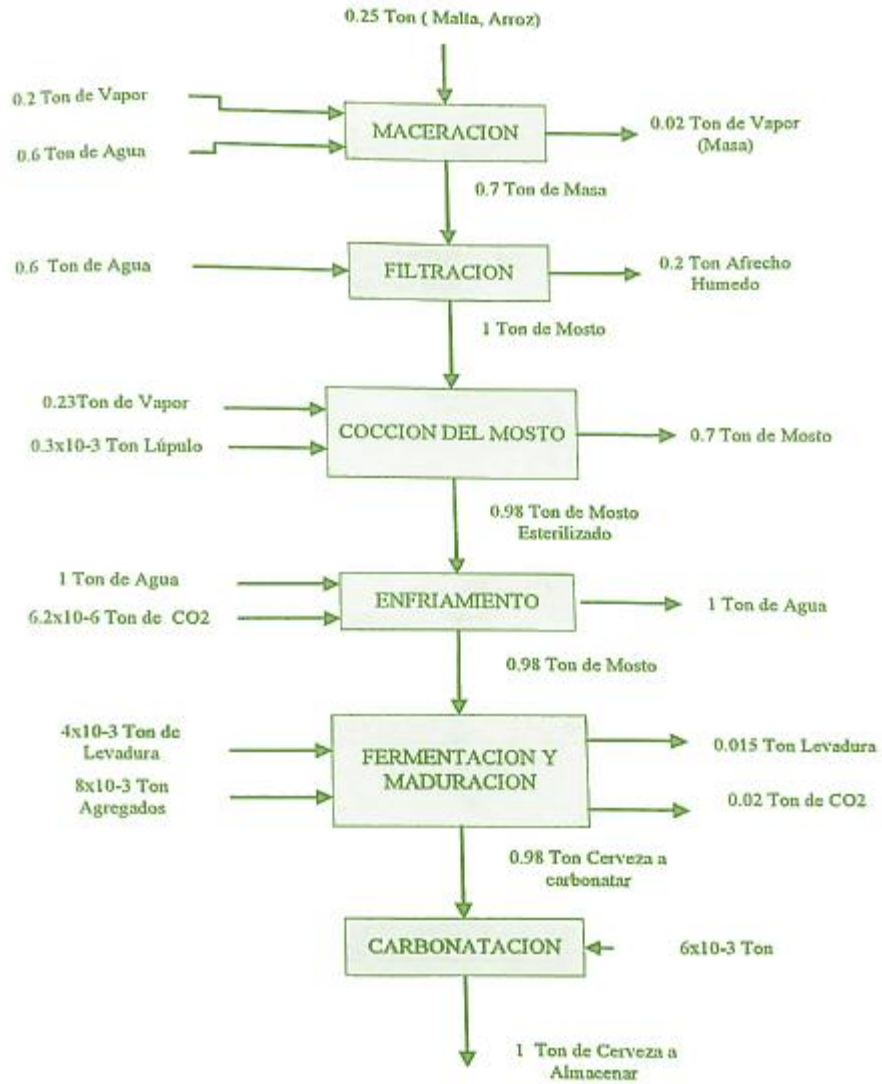 0.25 Ton ( Malta, Arroz)
0.2 Ton de Vapor
0.6 Ton de Agua
MACERACION
0.02 Ton de Vapor
(Masa)
0.7 Ton de Masa
0.6 Ton de Agua
FILTRACION
0.2 Ton Afrecho
Humedo
1 Ton de Mosto
0.23Ton de Vapor
0.3x10-3 Ton Lúpulo
COCCION DEL MOSTO
0.7 Ton de Mosto
0.98 Ton de Mosto
Esterilizado
1 Ton de Agua
6.2x10-6 Ton de CO2
ENFRIAMIENTO
1 Ton de Agua
0.98 Ton de Mosto
4x10-3 Ton de
Levadura
8x10-3 Ton
Agregados
FERMENTACION Y
MADURACION
0.015 Ton Levadura
0.02 Ton de CO2
0.98 Ton Cerveza a
carbonatar
CARBONATACION
6x10-3 Ton
1 Ton de Cerveza a
Almacenar